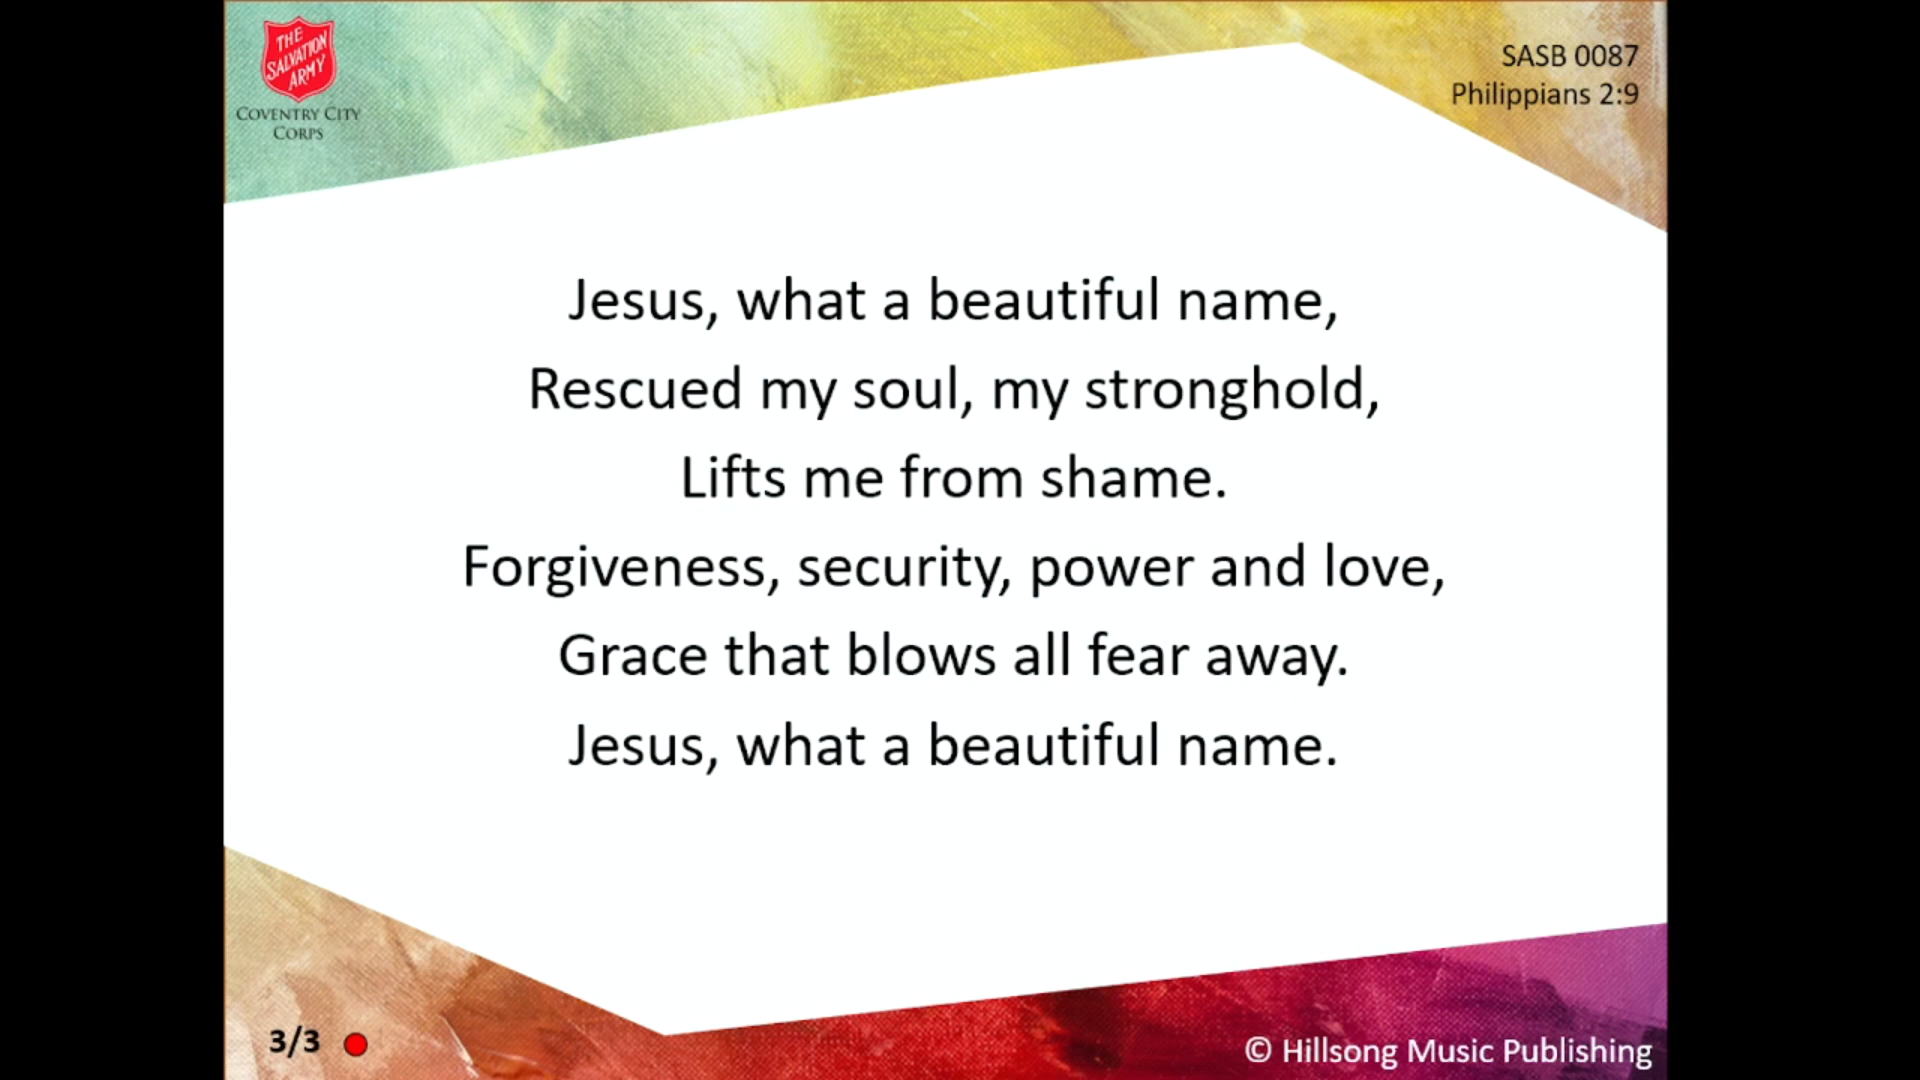 THE
SALVATION
ARMY
COVENTRY CITY
CORPS
SASB 0087
Philippians 2:9
Jesus, what a beautiful name,
Rescued my soul, my stronghold,
Lifts me from shame.
Forgiveness, security, power and love,
Grace that blows all fear away.
Jesus, what a beautiful name.
3/3
© Hillsong Music Publishing